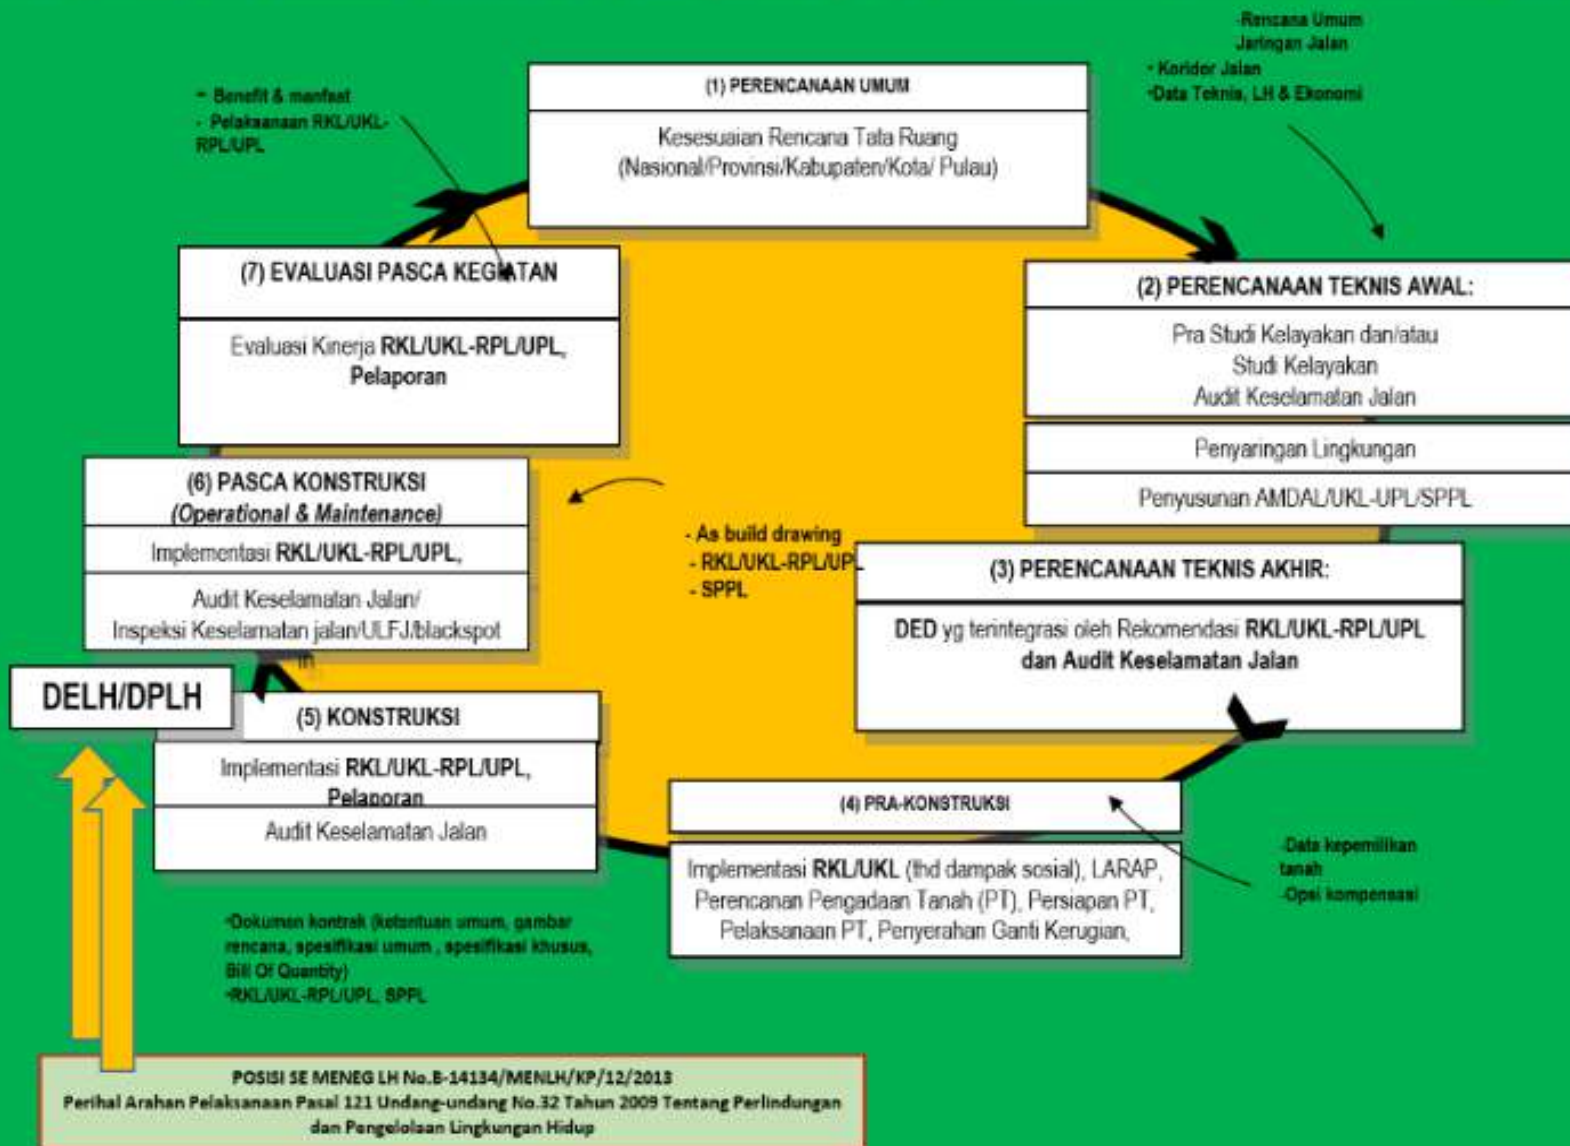 -Rencana Umum
Jaringan Jalan
• Koridor Jalan
•Data Teknis, LH & Ekonomi
(1) PERENCANAAN UMUM
Kesesuaian Rencana Tata Ruang
(Nasional/Provinsi/Kabupaten/Kota/ Pulau)
- Benefit & manfaat
- Pelaksanaan RKL/UKL-
RPL/UPL
(7) EVALUASI PASCA KEGIATAN
Evaluasi Kinerja RKL/UKL-RPL/UPL,
Pelaporan
(2) PERENCANAAN TEKNIS AWAL:
Pra Studi Kelayakan dan/atau
Studi Kelayakan
Audit Keselamatan Jalan
Penyaringan Lingkungan
Penyusunan AMDAL/UKL-UPL/SPPL
(6) PASCA KONSTRUKSI
(Operational & Maintenance)
Implementasi RKL/UKL-RPL/UPL,
Audit Keselamatan Jalan/
Inspeksi Keselamatan jalan/ULFJ/blackspot
in
- As build drawing
- RKL/UKL-RPL/UPL
- SPPL
(3) PERENCANAAN TEKNIS AKHIR:
DED yg terintegrasi oleh Rekomendasi RKL/UKL-RPL/UPL
dan Audit Keselamatan Jalan
DELH/DPLH
(5) KONSTRUKSI
Implementasi RKL/UKL-RPL/UPL,
Pelaporan
Audit Keselamatan Jalan
(4) PRA-KONSTRUKSI
Implementasi RKL/UKL (thd dampak sosial), LARAP,
Perencanan Pengadaan Tanah (PT), Persiapan PT,
Pelaksanaan PT, Penyerahan Ganti Kerugian,
-Data kepemilikan
tanah
-Opsi kompensasi
•Dokumen kontrak (ketentuan umum, gambar
rencana, spesifikasi umum , spesifikasi khusus,
Bill Of Quantity)
•RKL/UKL-RPL/UPL, SPPL
POSISI SE MENEG LH No.B-14134/MENLH/KP/12/2013
Perihal Arahan Pelaksanaan Pasal 121 Undang-undang No.32 Tahun 2009 Tentang Perlindungan
dan Pengelolaan Lingkungan Hidup